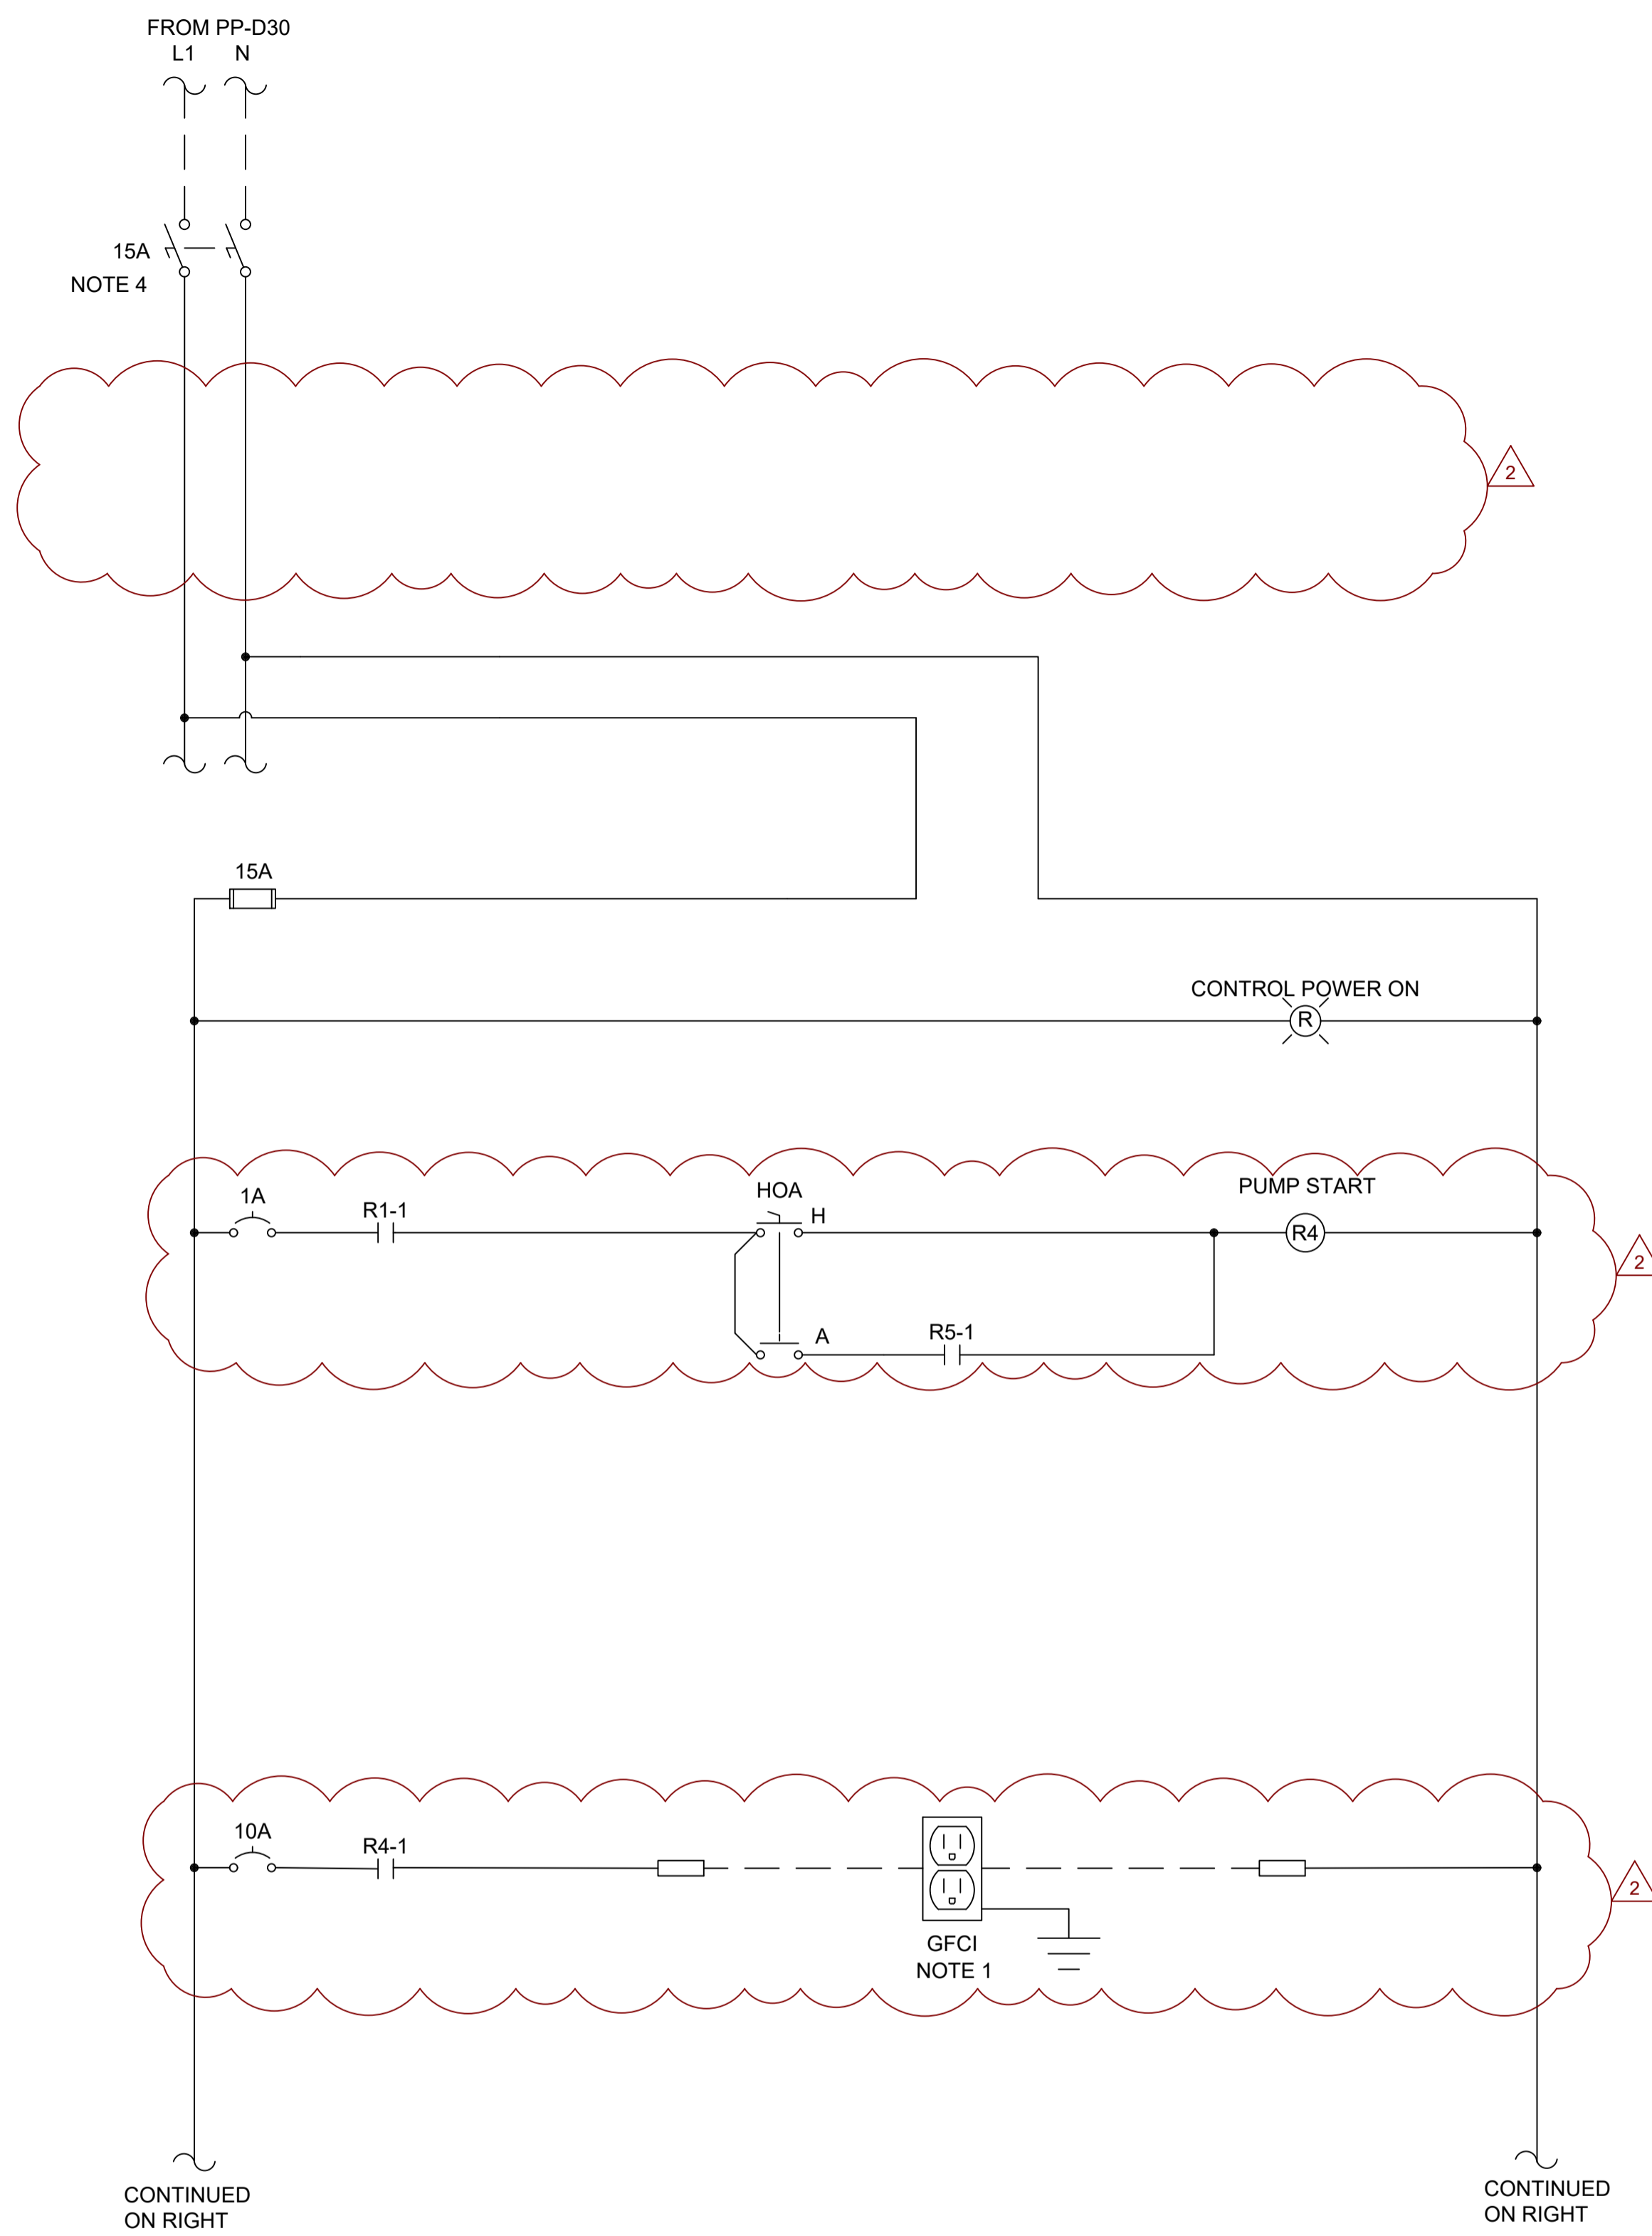 FROM PP-D30
L1 N
15A
NOTE 4
2
15A
CONTROL POWER ON
R
1A
R1-1
HOA
H
PUMP START
R4
2
A
R5-1
10A
R4-1
2
GFCI
NOTE 1
CONTINUED
ON RIGHT
CONTINUED
ON RIGHT